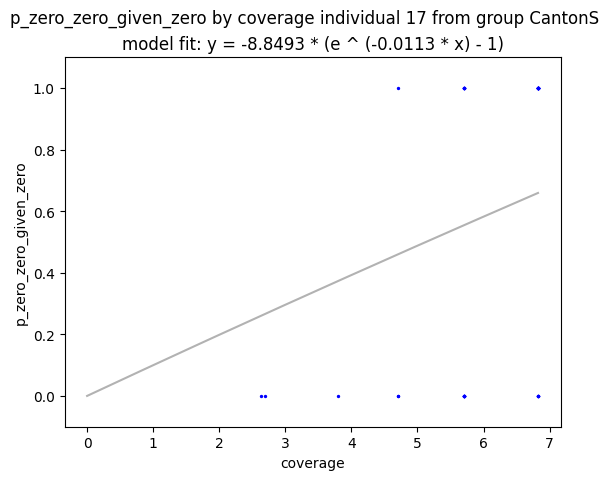 p_zero_zero_given_zero by coverage individual 17 from group CantonS
model fit: y = -8.8493 * (e ^ (-0.0113 * x) - 1)
p_zero_zero_given_zero
1.0
0.8
0.6
0.4
0.2
0.0
0 1 2 3 4 5 6 7
coverage